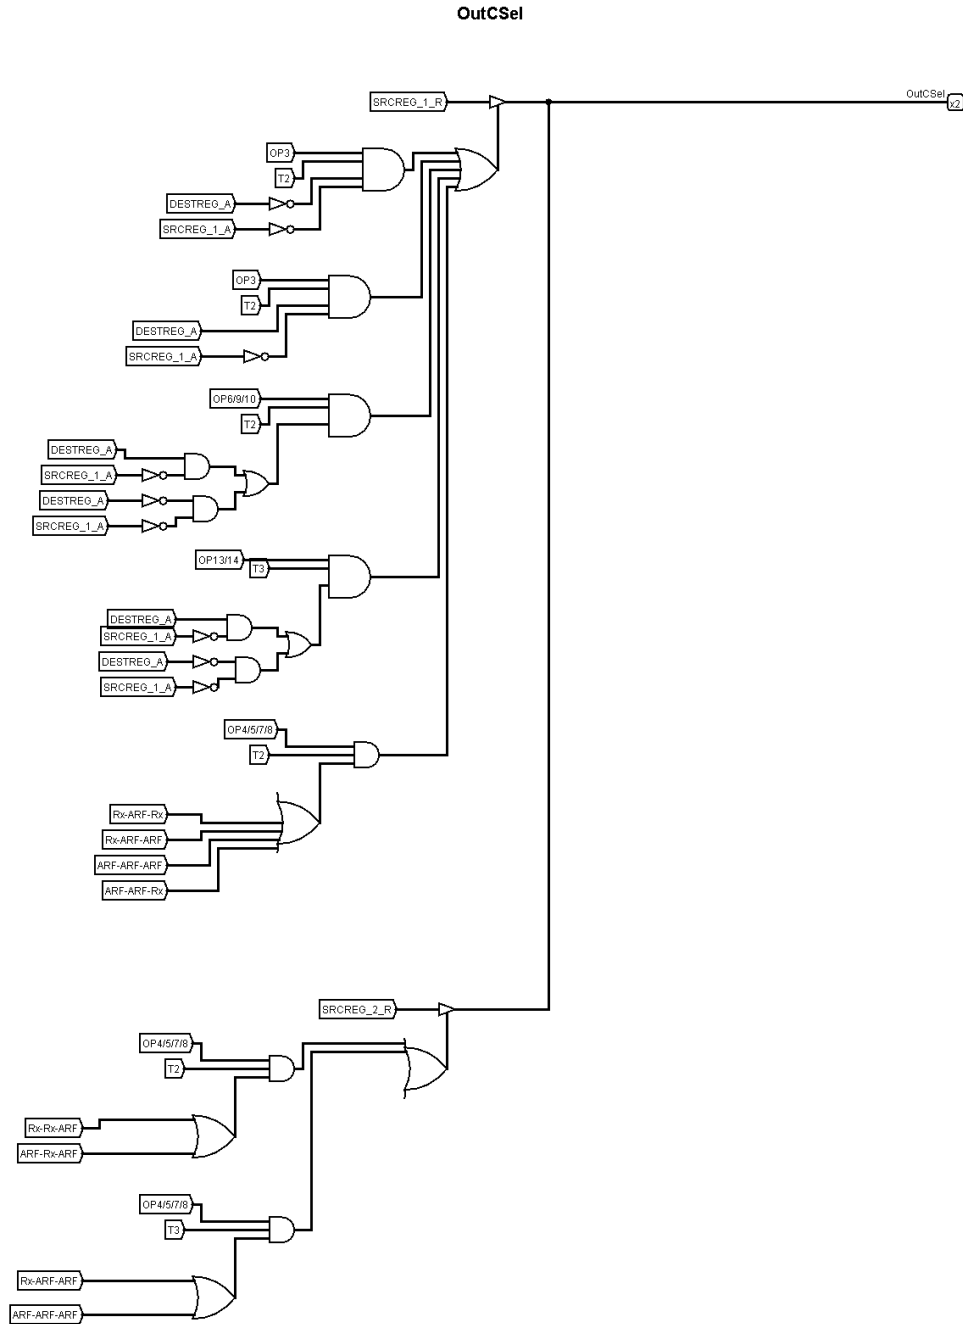 OutCSel
OutCSel
x2
SRCREG_1_R
OP3
T2
DESTREG_A
SRCREG_1_A
OP3
T2
DESTREG_A
SRCREG_1_A
OP6/9/10
T2
DESTREG_A
SRCREG_1_A
DESTREG_A
SRCREG_1_A
OP13/14
T3
DESTREG_A
SRCREG_1_A
DESTREG_A
SRCREG_1_A
OP4/5/7/8
T2
Rx-ARF-Rx
Rx-ARF-ARF
ARF-ARF-ARF
ARF-ARF-Rx
SRCREG_2_R
OP4/5/7/8
T2
Rx-Rx-ARF
ARF-Rx-ARF
OP4/5/7/8
T3
Rx-ARF-ARF
ARF-ARF-ARF